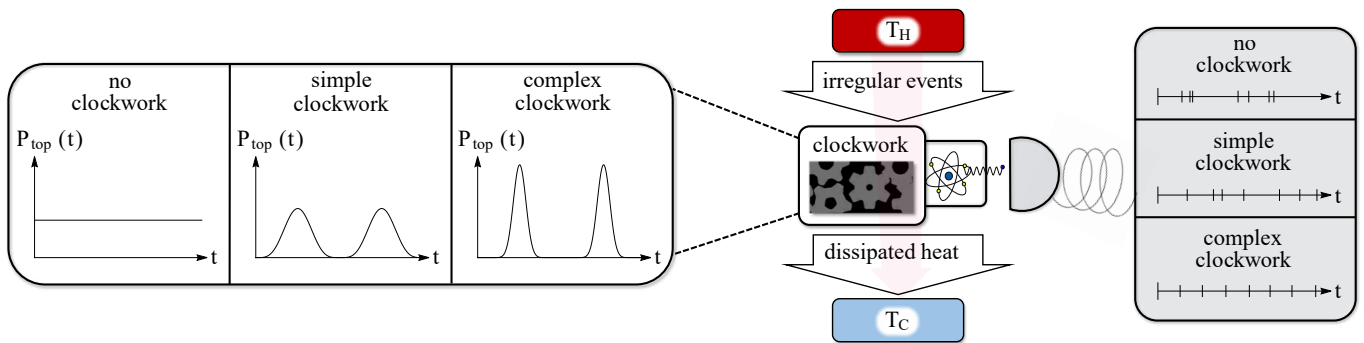 no
clockwork
P_top (t)
t
simple
clockwork
P_top (t)
t
complex
clockwork
P_top (t)
t
T_H
irregular events
clockwork
dissipated heat
T_C
no
clockwork
t
simple
clockwork
t
complex
clockwork
t